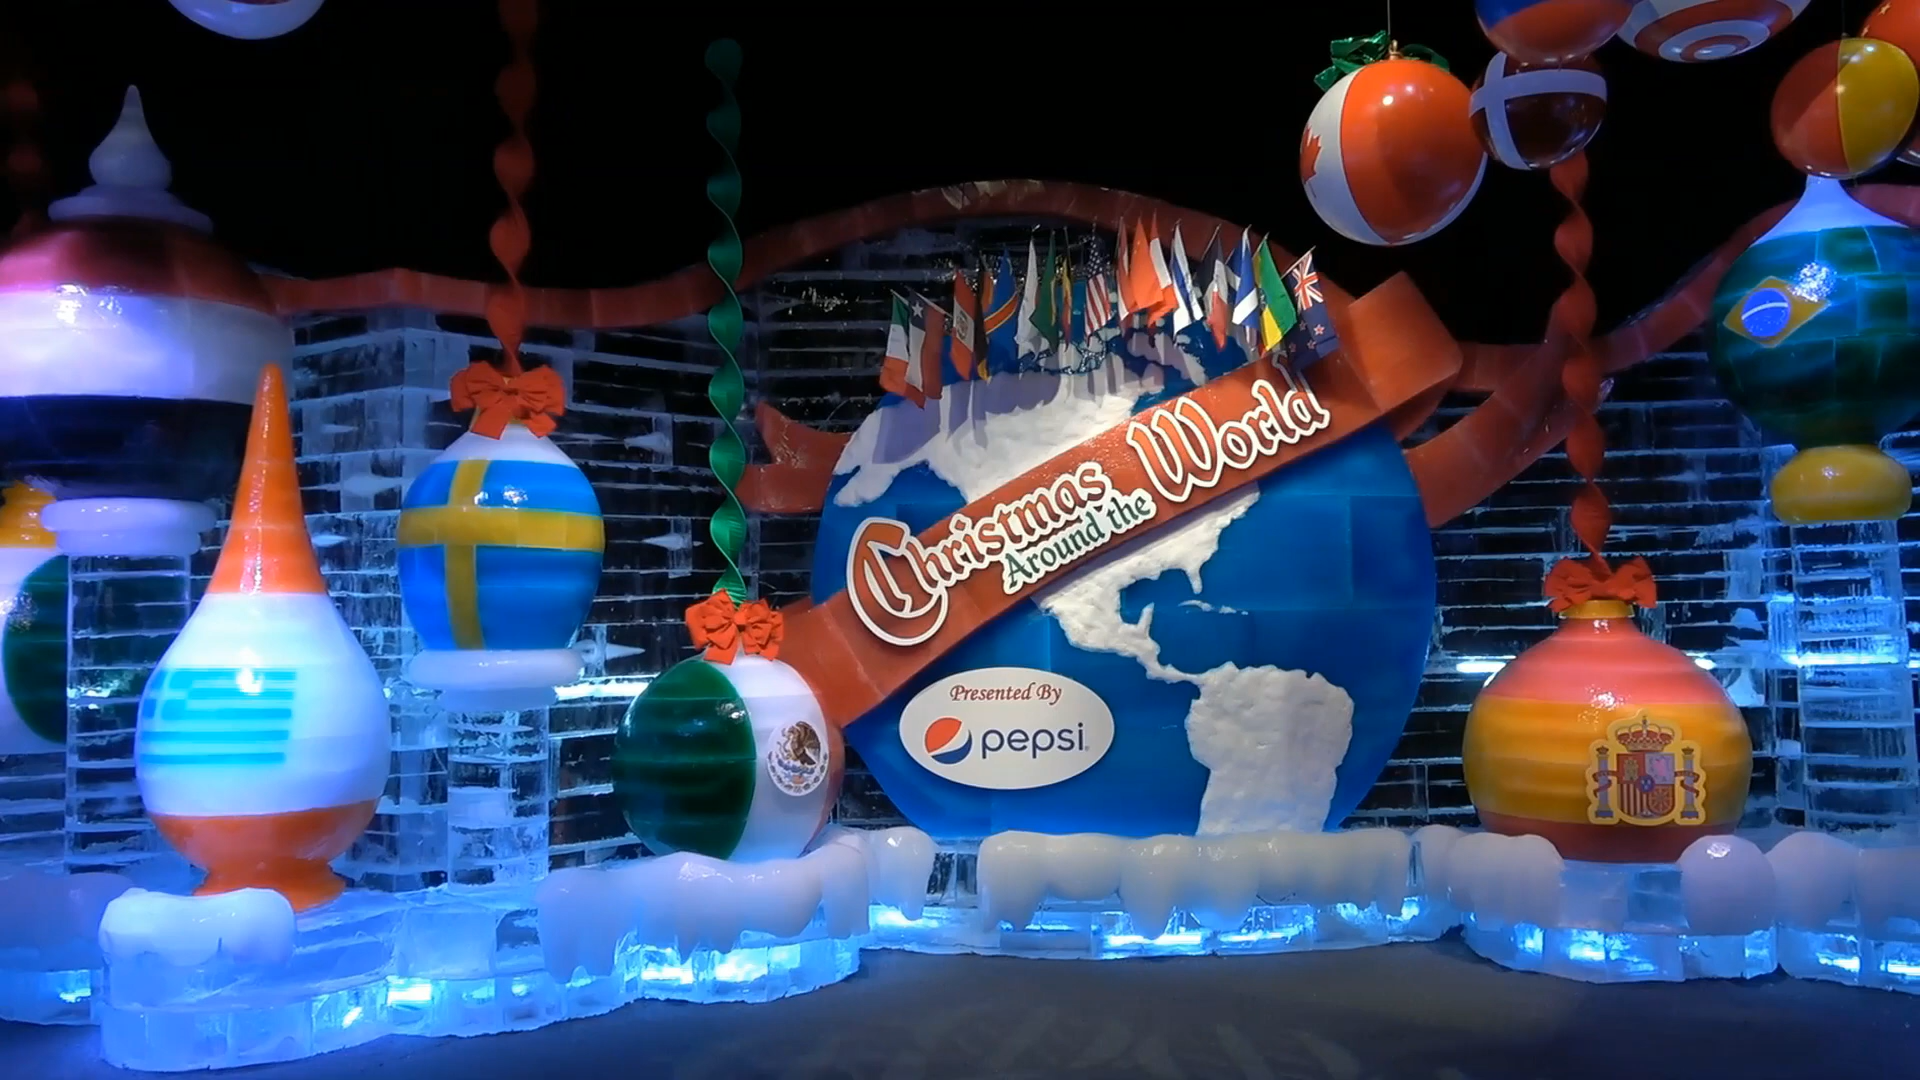 Christmas
Around the
World
Presented By
pepsi